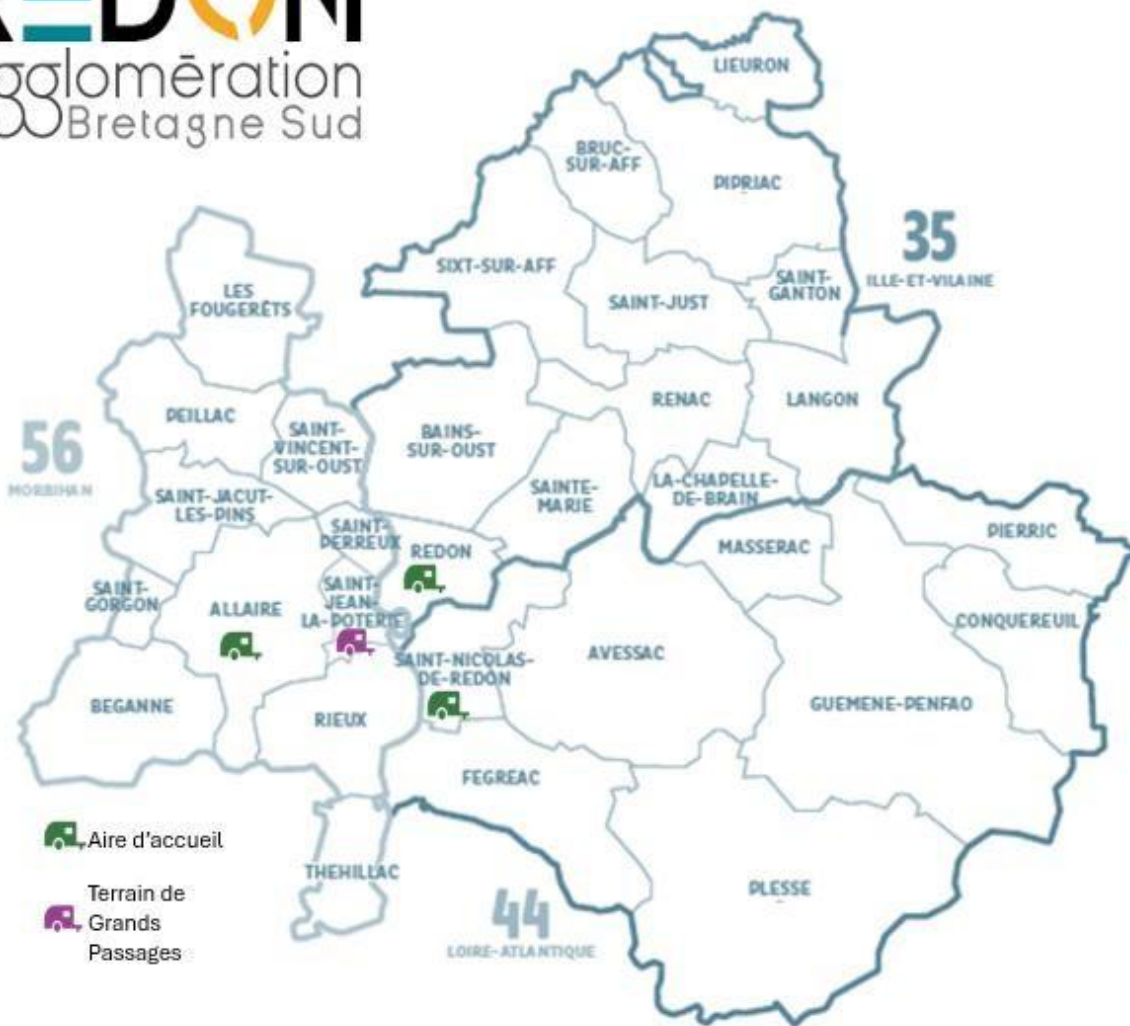 REDON
agglomération
Bretagne Sud
LIEURON
BRUC-
SUR-AFF
PIPRIAC
35
ILLE-ET-VILAINE
SIXT-SUR-AFF
SAINT-
GANTON
SAINT-JUST
LES
FOUGERÊTS
RENAC
LANGON
PEILLAC
56
MORBIHAN
SAINT-
VINCENT-
SUR-OUST
BAINS-
SUR-OUST
SAINTE-
MARIE
LA-CHAPELLE-
DE-BRAIN
SAINT-JACUT-
LES-PINS
SAINT-
PERREUX
REDON
MASSERAC
PIERRIC
SAINT-
GORGON
ALLAIRE
SAINT-
JEAN-
LA-POTERIE
CONQUEREUIL
SAINT-NICOLAS-
DE-REDON
AVESSAC
BEGANNE
RIEUX
GUEMENE-PENFAO
FEGREAC
Aire d'accueil
THEHILLAC
PLESSE
Terrain de
Grands
Passages
44
LOIRE-ATLANTIQUE